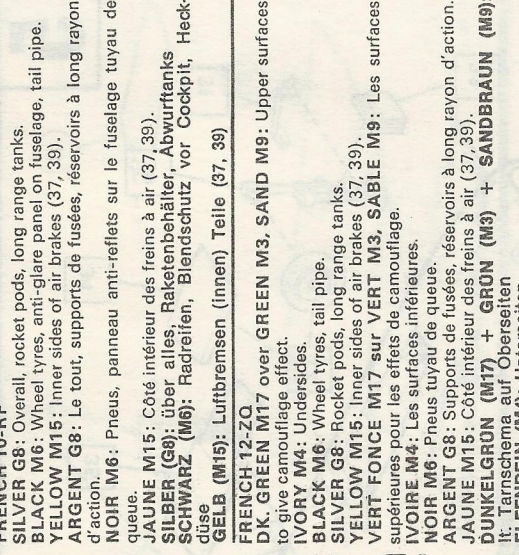 FRENCH 10-RP
SILVER G8: Overall, rocket pods, long range tanks.
BLACK M6: Wheel tyres, anti-glare panel on fuselage, tail pipe.
YELLOW M15: Inner sides of air brakes (37, 39).
ARGENT G8: Le tout, supports de fusées, réservoirs à long rayon
d'action.
NOIR M6: Pneus, panneau anti-reflets sur le fuselage tuyau de
queue.
JAUNE M15: Côté intérieur des freins à air (37, 39).
SILBER (G8): über alles, Raketenbehälter, Abwurftanks
SCHWARZ (M6): Radreifen, Blendschutz vor Cockpit, Heck-
düse
GELB (M15): Luftbremsen (innen) Teile (37, 39)
FRENCH 12-ZQ
DK. GREEN M17 over GREEN M3, SAND M9: Upper surfaces
to give camouflage effect.
IVORY M4: Undersides.
BLACK M6: Wheel tyres, tail pipe.
SILVER G8: Rocket pods, long range tanks.
YELLOW M15: Inner sides of air brakes (37, 39).
VERT FONCE M17 sur VERT M3, SABLE M9: Les surfaces
supérieures pour les effets de camouflage.
IVOIRE M4: Les surfaces inférieures.
NOIR M6: Pneus tuyau de queue.
ARGENT G8: Supports de fusées, réservoirs à long rayon d'action.
JAUNE M15: Côté intérieur des freins à air (37, 39).
DUNKELGRÜN (M17) + GRÜN (M3) + SANDBRAUN (M9):
lt: Tarnschema auf Oberseiten